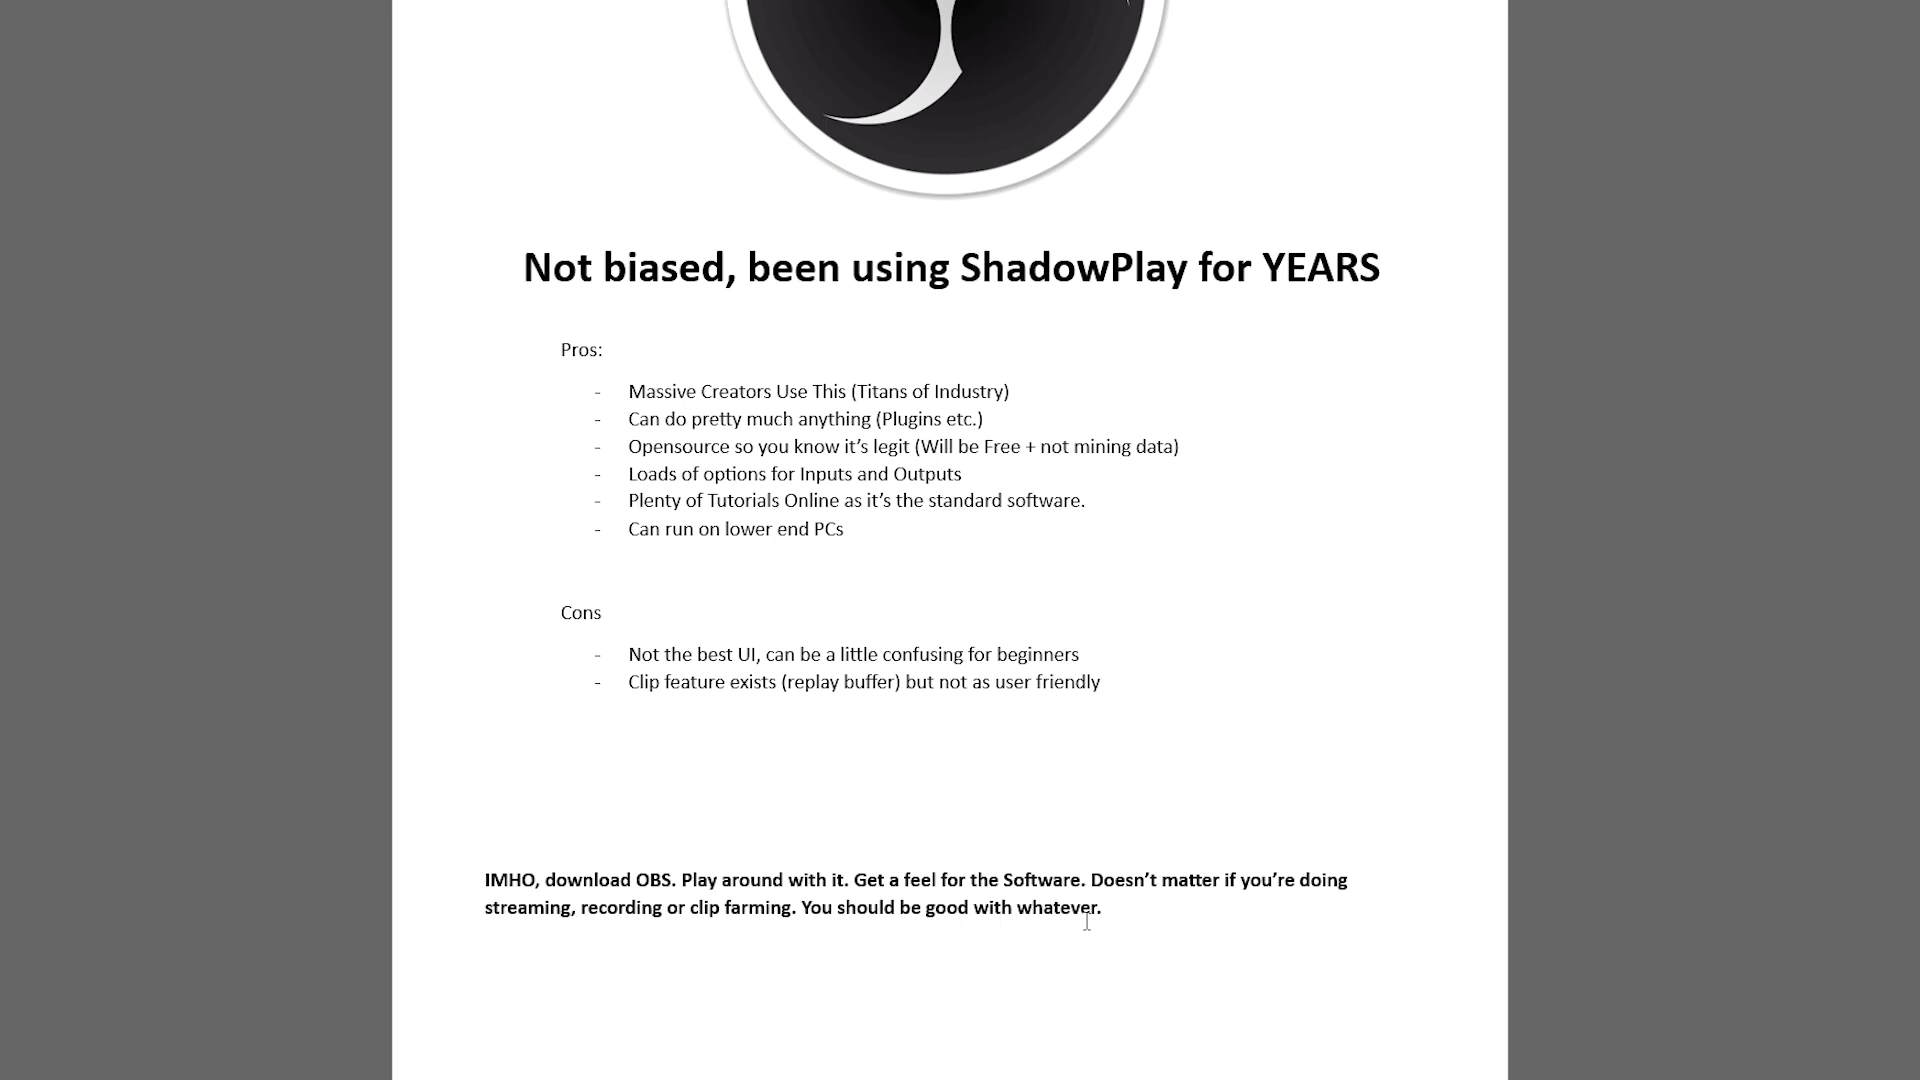 Not biased, been using ShadowPlay for YEARS
Pros:
- Massive Creators Use This (Titans of Industry)
- Can do pretty much anything (Plugins etc.)
- Opensource so you know it’s legit (Will be Free + not mining data)
- Loads of options for Inputs and Outputs
- Plenty of Tutorials Online as it’s the standard software.
- Can run on lower end PCs
Cons
- Not the best UI, can be a little confusing for beginners
- Clip feature exists (replay buffer) but not as user friendly
IMHO, download OBS. Play around with it. Get a feel for the Software. Doesn’t matter if you’re doing
streaming, recording or clip farming. You should be good with whatever.